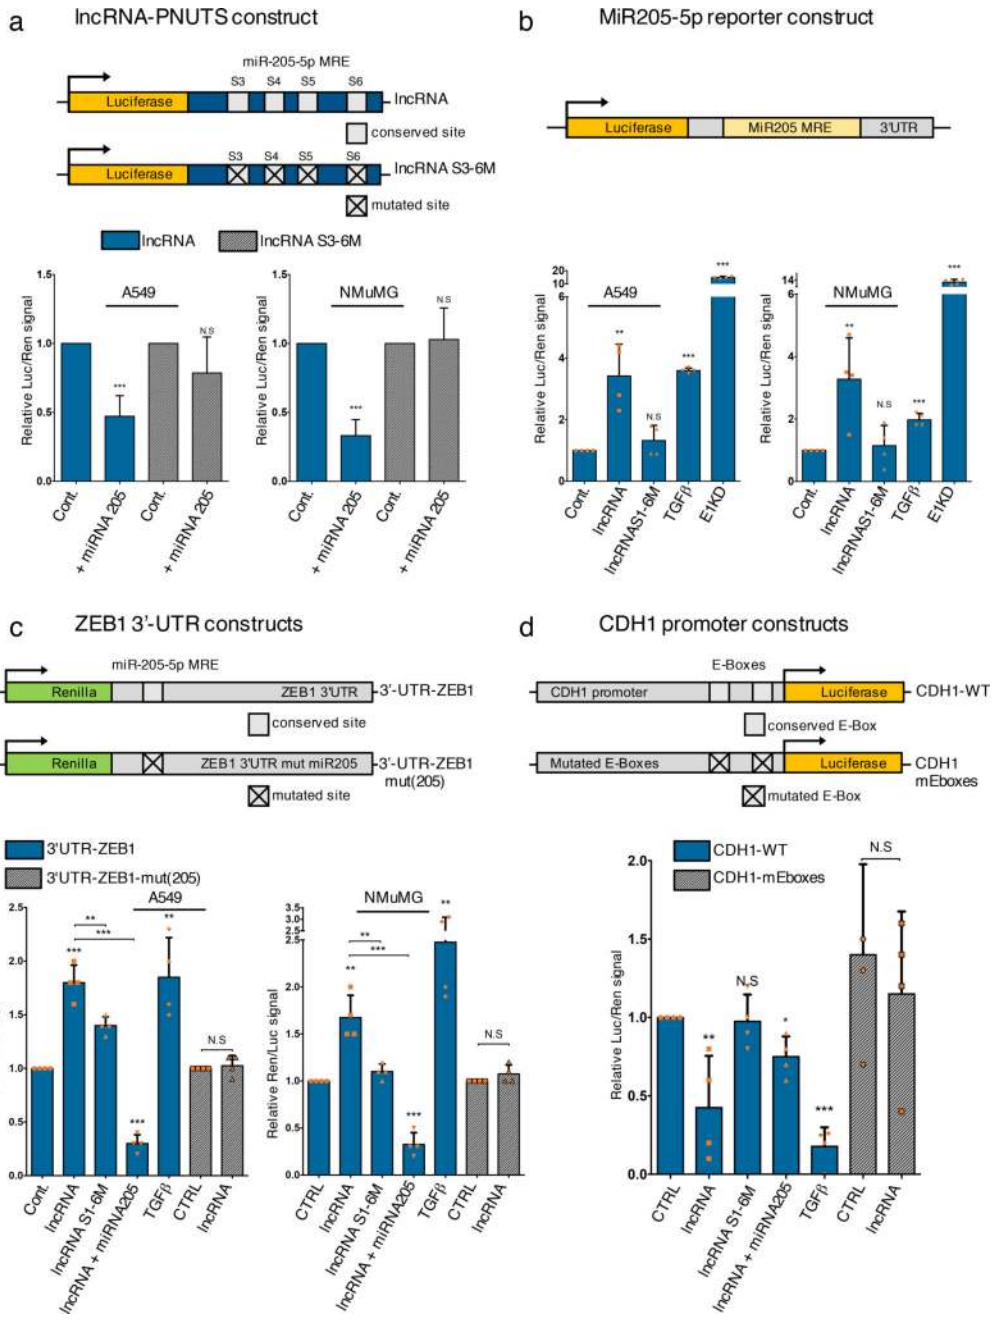 a lncRNA-PNUTS construct
miR-205-5p MRE
S3 S4 S5 S6
Luciferase lncRNA
conserved site
S3 S4 S5 S6
Luciferase lncRNA S3-6M
mutated site
lncRNA lncRNA S3-6M
Relative Luc/Ren signal
1.5
1.0
0.5
0.0
A549
***
N.S
Cont.
+ miRNA 205
Cont.
+ miRNA 205
Relative Luc/Ren signal
1.5
1.0
0.5
0.0
NMuMG
***
N.S
Cont.
+ miRNA 205
Cont.
+ miRNA 205
b MiR205-5p reporter construct
Luciferase MiR205 MRE 3'UTR
Relative Luc/Ren signal
20
10
6
4
2
0
A549
**
N.S
***
***
Cont.
lncRNA
lncRNAS1-6M
TGFβ
E1KD
Relative Luc/Ren signal
14
6
4
2
0
NMuMG
**
N.S
***
***
Cont.
lncRNA
lncRNAS1-6M
TGFβ
E1KD
c ZEB1 3'-UTR constructs
miR-205-5p MRE
Renilla ZEB1 3'UTR 3'-UTR-ZEB1
conserved site
Renilla ZEB1 3'UTR mut miR205 3'-UTR-ZEB1
mut(205)
mutated site
3'UTR-ZEB1
3'UTR-ZEB1-mut(205)
A549
2.5
2.0
1.5
1.0
0.5
0.0
**
***
***
***
**
N.S
Cont.
lncRNA
lncRNA S1-6M
lncRNA + miRNA205
TGFβ
CTRL
lncRNA
NMuMG
Relative Ren/Luc signal
3.5
3.0
2.5
2.5
2.0
1.5
1.0
0.5
0.0
**
***
**
***
**
N.S
CTRL
lncRNA
lncRNA S1-6M
lncRNA + miRNA205
TGFβ
CTRL
lncRNA
d CDH1 promoter constructs
E-Boxes
CDH1 promoter Luciferase CDH1-WT
conserved E-Box
Mutated E-Boxes Luciferase CDH1
mEboxes
mutated E-Box
CDH1-WT
CDH1-mEboxes
Relative Luc/Ren signal
2.0
1.5
1.0
0.5
0.0
**
N.S
*
***
N.S
CTRL
lncRNA
lncRNA S1-6M
lncRNA + miRNA205
TGFβ
CTRL
lncRNA